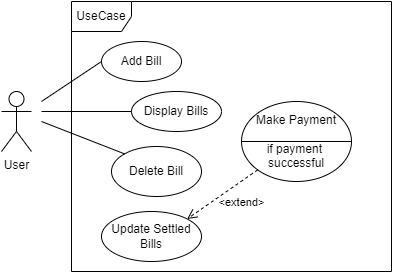 UseCase
Add Bill
Display Bills
Make Payment
if payment
successful
User
Delete Bill
<extend>
Update Settled
Bills